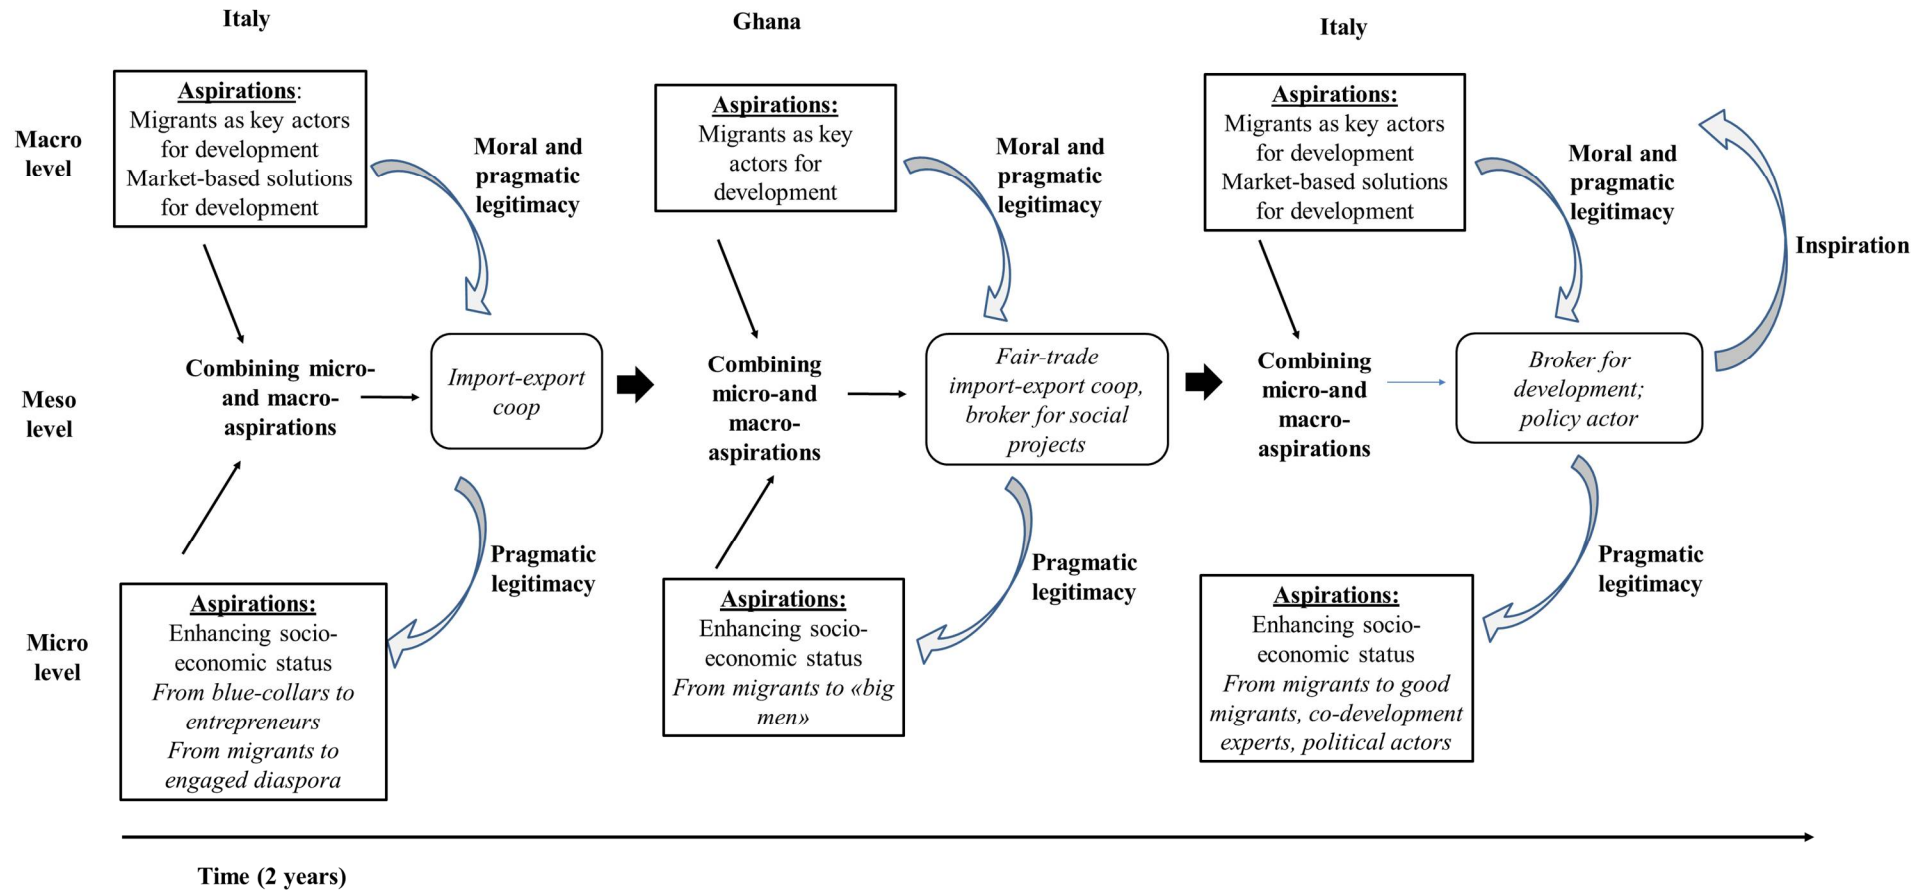 Italy
Ghana
Italy
Macro
level
Aspirations:
Migrants as key actors
for development
Market-based solutions
for development
Moral and
pragmatic
legitimacy
Aspirations:
Migrants as key
actors for
development
Moral and
pragmatic
legitimacy
Aspirations:
Migrants as key actors
for development
Market-based solutions
for development
Moral and
pragmatic
legitimacy
Inspiration
Meso
level
Combining micro-
and macro-
aspirations
Import-export
coop
Combining
micro-and
macro-
aspirations
Fair-trade
import-export coop,
broker for social
projects
Combining
micro-and
macro-
aspirations
Broker for
development;
policy actor
Pragmatic
legitimacy
Pragmatic
legitimacy
Pragmatic
legitimacy
Micro
level
Aspirations:
Enhancing socio-
economic status
From blue-collars to
entrepreneurs
From migrants to
engaged diaspora
Aspirations:
Enhancing socio-
economic status
From migrants to «big
men»
Aspirations:
Enhancing socio-
economic status
From migrants to good
migrants, co-development
experts, political actors
Time (2 years)